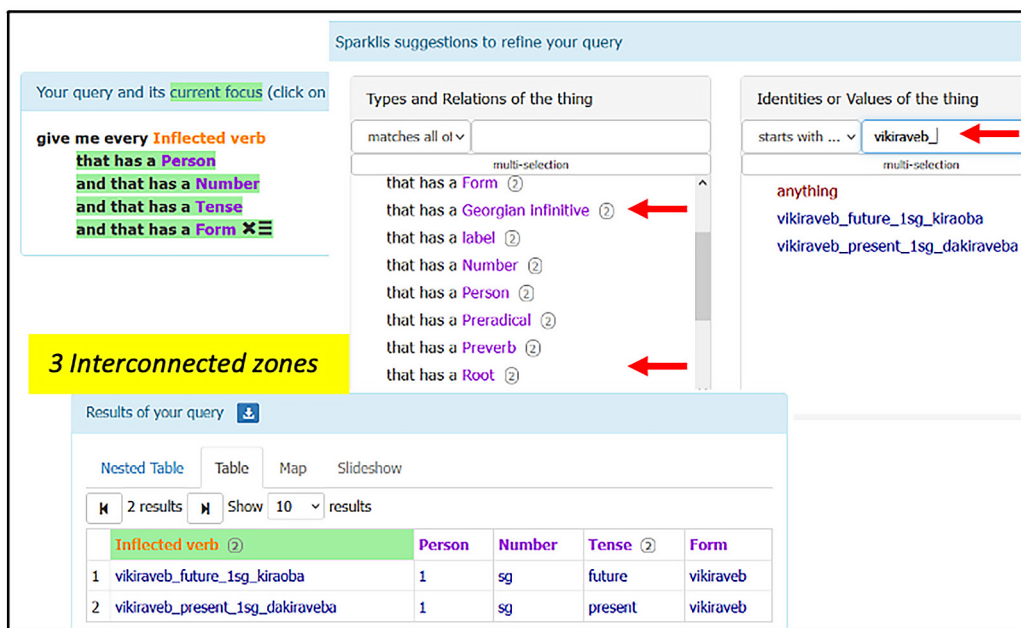 Sparklis suggestions to refine your query
Your query and its current focus (click on
give me every Inflected verb
that has a Person
and that has a Number
and that has a Tense
and that has a Form
Types and Relations of the thing
matches all of
multi-selection
that has a Form 2
that has a Georgian infinitive 2
that has a label 2
that has a Number 2
that has a Person 2
that has a Preradical 2
that has a Preverb 2
that has a Root 2
Identities or Values of the thing
starts with ... vikiraveb_
multi-selection
anything
vikiraveb_future_1sg_kiraoba
vikiraveb_present_1sg_dakiraveba
3 Interconnected zones
Results of your query
Nested Table Table Map Slideshow
2 results Show 10 results
Inflected verb 2 Person Number Tense 2 Form
1 vikiraveb_future_1sg_kiraoba 1 sg future vikiraveb
2 vikiraveb_present_1sg_dakiraveba 1 sg present vikiraveb